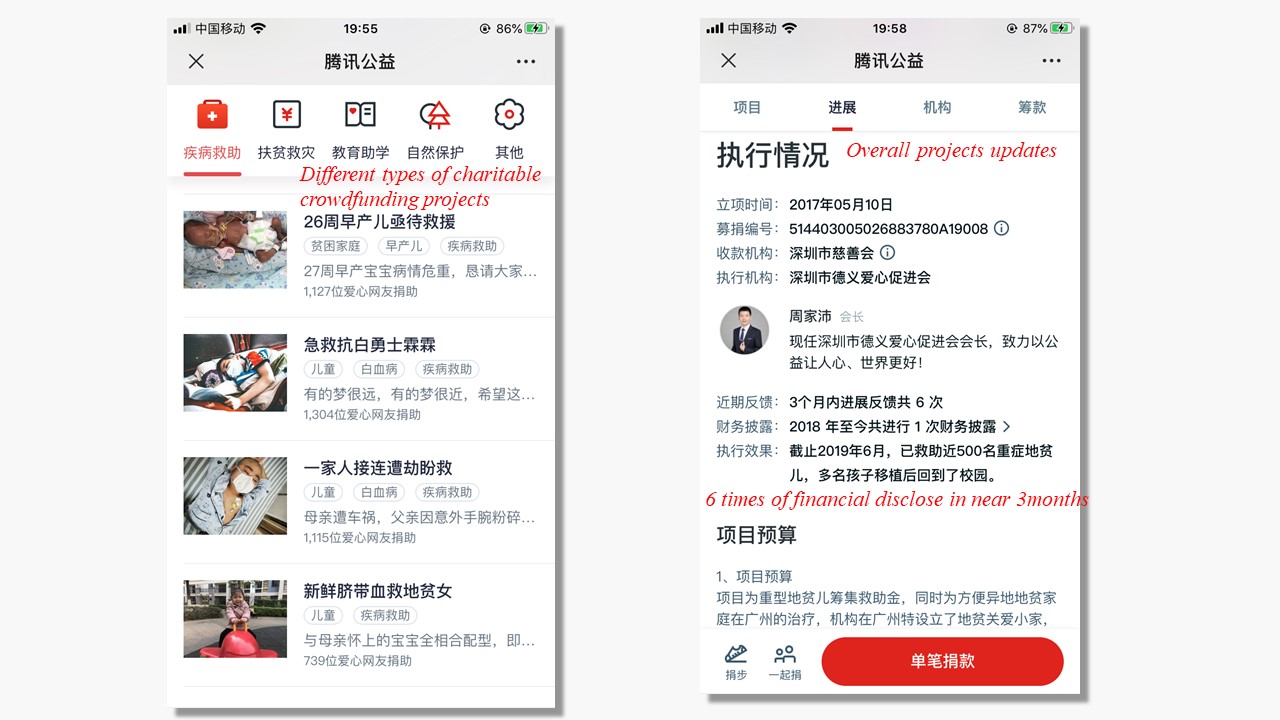 中国移动 19:55 86%
腾讯公益
疾病救助 扶贫救灾 教育助学 自然保护 其他
Different types of charitable
crowdfunding projects
26周早产儿亟待救援
贫困家庭 早产儿 疾病救助
27周早产宝宝病情危重，恳请大家...
1,127位爱心网友捐助
急救抗白勇士霖霖
儿童 白血病 疾病救助
有的梦很远，有的梦很近，希望这...
1,304位爱心网友捐助
一家人接连遭劫盼救
儿童 白血病 疾病救助
母亲遭车祸，父亲因意外手腕粉碎...
1,115位爱心网友捐助
新鲜脐带血救地贫女
儿童 疾病救助
与母亲怀上的宝宝全相合配型，即...
739位爱心网友捐助
中国移动 19:58 87%
腾讯公益
项目 进展 机构 筹款
执行情况 Overall projects updates
立项时间： 2017年05月10日
募捐编号： 514403005026883780A19008
收款机构： 深圳市慈善会
执行机构： 深圳市德义爱心促进会
周家沛 会长
现任深圳市德义爱心促进会会长，致力以公
益让人心、世界更好！
近期反馈： 3个月内进展反馈共 6 次
财务披露： 2018 年至今共进行 1 次财务披露
执行效果： 截止2019年6月，已救助近500名重症地贫
儿，多名孩子移植后回到了校园。
6 times of financial disclose in near 3months
项目预算
1、项目预算
项目为重型地贫儿筹集救助金，同时为方便异地地贫家
庭在广州的治疗，机构在广州特设立了地贫关爱小家，
捐步 一起捐 单笔捐款